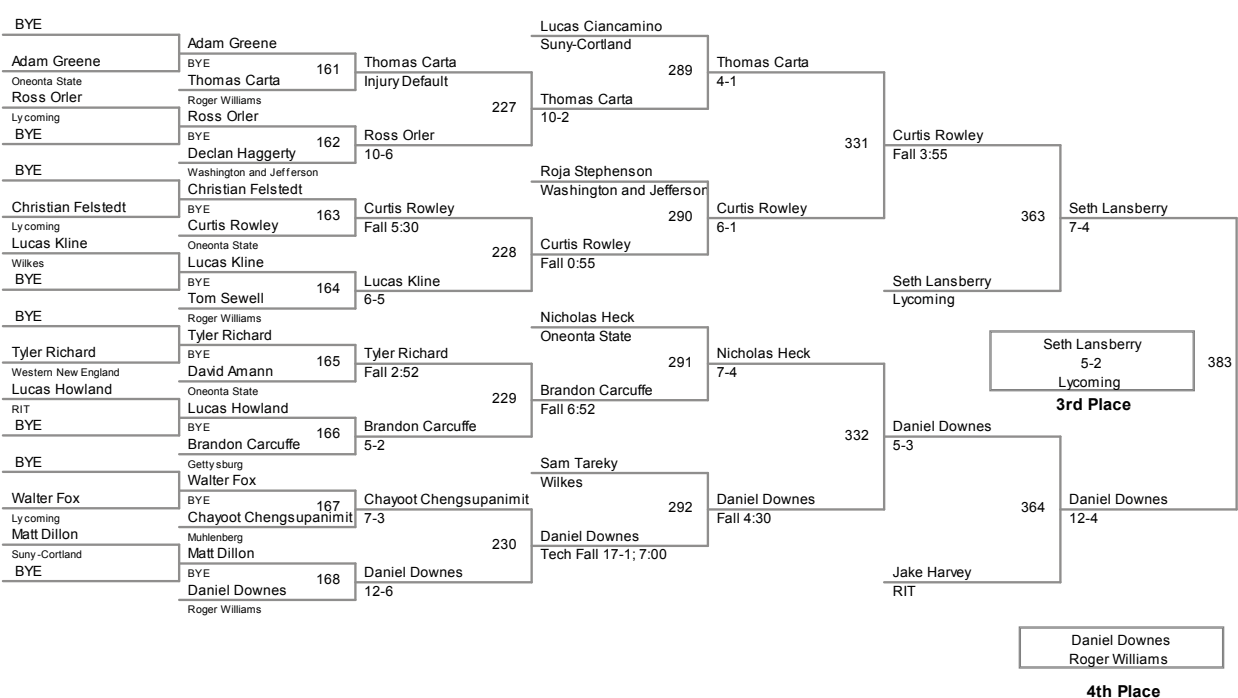 BYE
Adam Greene
Oneonta State
Ross Orler
Lycoming
BYE
BYE
Christian Felstedt
Lycoming
Lucas Kline
Wilkes
BYE
BYE
Tyler Richard
Western New England
Lucas Howland
RIT
BYE
BYE
Walter Fox
Lycoming
Matt Dillon
Suny-Cortland
BYE
Adam Greene
BYE
161
Thomas Carta
Roger Williams
Ross Orler
BYE
162
Declan Haggerty
Washington and Jefferson
Christian Felstedt
BYE
163
Curtis Rowley
Oneonta State
Lucas Kline
BYE
164
Tom Sewell
Roger Williams
Tyler Richard
BYE
165
David Amann
Oneonta State
Lucas Howland
BYE
166
Brandon Carcuffe
Gettysburg
Walter Fox
BYE
167
Chayoot Chengsupanimit
Muhlenberg
Matt Dillon
BYE
168
Daniel Downes
Roger Williams
Thomas Carta
Injury Default
227
Ross Orler
10-6
Curtis Rowley
Fall 5:30
228
Lucas Kline
6-5
Tyler Richard
Fall 2:52
229
Brandon Carcuffe
5-2
Chayoot Chengsupanimit
7-3
230
Daniel Downes
12-6
Lucas Ciancamino
Suny-Cortland
289
Thomas Carta
10-2
Roja Stephenson
Washington and Jefferson
290
Curtis Rowley
Fall 0:55
Nicholas Heck
Oneonta State
291
Brandon Carcuffe
Fall 6:52
Sam Tareky
Wilkes
292
Daniel Downes
Tech Fall 17-1; 7:00
Thomas Carta
4-1
331
Curtis Rowley
6-1
Nicholas Heck
7-4
332
Daniel Downes
Fall 4:30
Curtis Rowley
Fall 3:55
363
Seth Lansberry
Lycoming
Daniel Downes
5-3
364
Jake Harvey
RIT
Seth Lansberry
7-4
383
Daniel Downes
12-4
Seth Lansberry
5-2
Lycoming
3rd Place
Daniel Downes
Roger Williams
4th Place